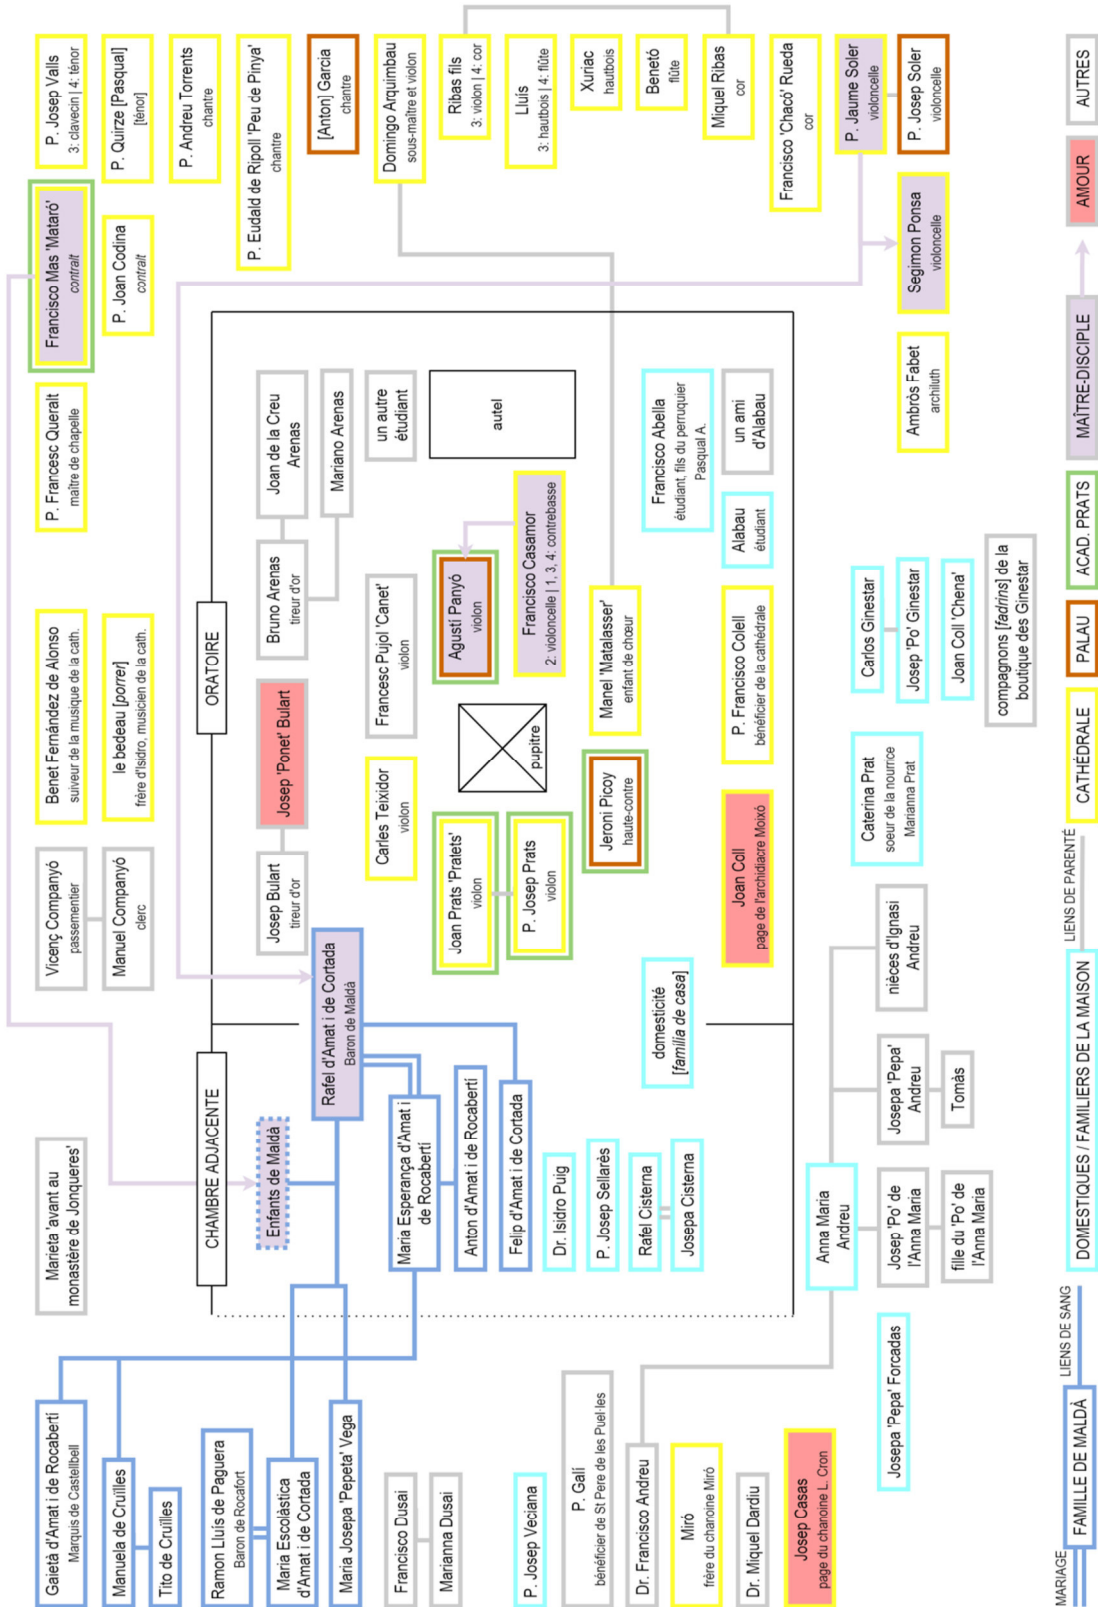 Gaietà d'Amat i de Rocabertí
Marquis de Castellbell
Manuela de Cruïlles
Tito de Cruïlles
Ramon Lluís de Paguera
Baron de Rocafort
Maria Escolàstica
d'Amat i de Cortada
Maria Josepa 'Pepeta' Vega
Francisco Dusai
Marianna Dusai
P. Josep Veciana
P. Galí
bénéficier de St Pere de les Puel·les
Dr. Francisco Andreu
Miró
frère du chanoine Miró
Dr. Miquel Dardiu
Josep Casas
page du chanoine L. Cron
Marieta 'avant au
monastère de Jonqueres'
CHAMBRE ADJACENTE
Enfants de Maldà
Rafel d'Amat i de Cortada
Baron de Maldà
Maria Esperança d'Amat i
de Rocabertí
Anton d'Amat i de Rocabertí
Felip d'Amat i de Cortada
Dr. Isidro Puig
P. Josep Sellarès
Rafel Cisterna
Josepa Cisterna
domesticité
[familia de casa]
Anna Maria
Andreu
Josepa 'Pepa' Forcadas
Josep 'Po' de
l'Anna Maria
fille du 'Po' de
l'Anna Maria
Josepa 'Pepa'
Andreu
Tomàs
nièces d'Ignasi
Andreu
Vicenç Companyó
passementier
Manuel Companyó
clerc
Benet Fernández de Alonso
suiveur de la musique de la cath.
le bedeau [porrer]
frère d'Isidro, musicien de la cath.
ORATOIRE
Josep Bulart
tireur d'or
Josep 'Ponet' Bulart
Bruno Arenas
tireur d'or
Joan de la Creu
Arenas
Mariano Arenas
un autre
étudiant
Carles Teixidor
violon
Francesc Pujol 'Canet'
violon
Joan Prats 'Pratets'
violon
P. Josep Prats
violon
pupitre
Agustí Panyó
violon
Francisco Casamor
2: violoncelle | 1, 3, 4: contrebasse
autel
Jeroni Picoy
haute-contre
Manel 'Matalasser'
enfant de chœur
Francisco Abella
étudiant, fils du perruquier
Pasqual A.
Joan Coll
page de l'archidiacre Moixó
P. Francisco Colell
bénéficier de la cathédrale
Alabau
étudiant
un ami
d'Alabau
Caterina Prat
soeur de la nourrice
Marianna Prat
Carlos Ginestar
Josep 'Po' Ginestar
Joan Coll 'Chena'
compagnons [fadrins] de la
boutique des Ginestar
P. Francesc Queralt
maître de chapelle
Francisco Mas 'Mataró'
contralt
P. Joan Codina
contralt
P. Josep Valls
3: clavecin | 4: ténor
P. Quirze [Pasqual]
[ténor]
P. Andreu Torrents
chantre
P. Eudald de Ripoll 'Peu de Pinya'
chantre
[Anton] Garcia
chantre
Domingo Arquimbau
sous-maître et violon
Ribas fils
3: violon | 4: cor
Lluís
3: hautbois | 4: flûte
Xuriac
hautbois
Benetó
flûte
Miquel Ribas
cor
Francisco 'Chacó' Rueda
cor
P. Jaume Soler
violoncelle
P. Josep Soler
violoncelle
Segimon Ponsa
violoncelle
Ambròs Fabet
archiluth
MARIAGE
FAMILLE DE MALDÀ
LIENS DE SANG
DOMESTIQUES / FAMILIERS DE LA MAISON
LIENS DE PARENTÉ
CATHÉDRALE
PALAU
ACAD. PRATS
MAÎTRE-DISCIPLE
AMOUR
AUTRES